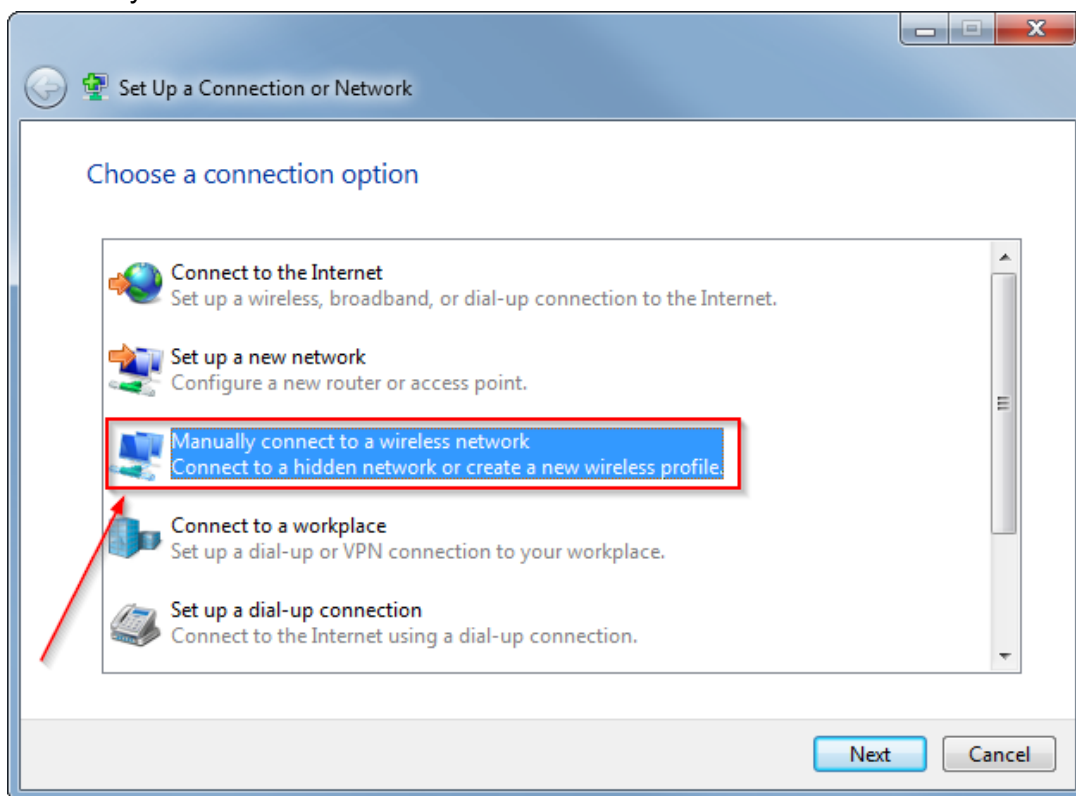 Set Up a Connection or Network
Choose a connection option
Connect to the Internet
Set up a wireless, broadband, or dial-up connection to the Internet.
Set up a new network
Configure a new router or access point.
Manually connect to a wireless network
Connect to a hidden network or create a new wireless profile.
Connect to a workplace
Set up a dial-up or VPN connection to your workplace.
Set up a dial-up connection
Connect to the Internet using a dial-up connection.
Next Cancel